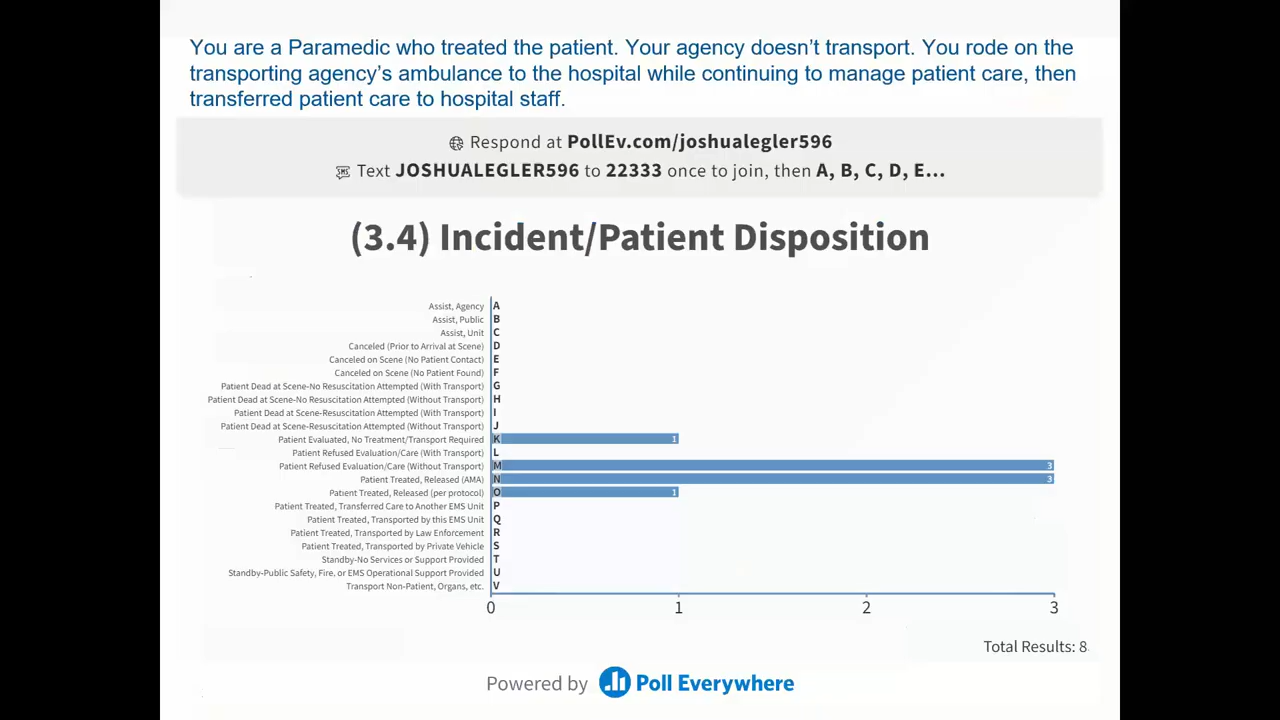 You are a Paramedic who treated the patient. Your agency doesn’t transport. You rode on the
transporting agency’s ambulance to the hospital while continuing to manage patient care, then
transferred patient care to hospital staff.
Respond at PollEv.com/joshualegler596
SMS Text JOSHUALEGLER596 to 22333 once to join, then A, B, C, D, E...
(3.4) Incident/Patient Disposition
Assist, Agency A
Assist, Public B
Assist, Unit C
Canceled (Prior to Arrival at Scene) D
Canceled on Scene (No Patient Contact) E
Canceled on Scene (No Patient Found) F
Patient Dead at Scene-No Resuscitation Attempted (With Transport) G
Patient Dead at Scene-No Resuscitation Attempted (Without Transport) H
Patient Dead at Scene-Resuscitation Attempted (With Transport) I
Patient Dead at Scene-Resuscitation Attempted (Without Transport) J
Patient Evaluated, No Treatment/Transport Required K 1
Patient Refused Evaluation/Care (With Transport) L
Patient Refused Evaluation/Care (Without Transport) M 3
Patient Treated, Released (AMA) N 3
Patient Treated, Released (per protocol) O 1
Patient Treated, Transferred Care to Another EMS Unit P
Patient Treated, Transported by this EMS Unit Q
Patient Treated, Transported by Law Enforcement R
Patient Treated, Transported by Private Vehicle S
Standby-No Services or Support Provided T
Standby-Public Safety, Fire, or EMS Operational Support Provided U
Transport Non-Patient, Organs, etc. V
0 1 2 3
Total Results: 8
Powered by Poll Everywhere